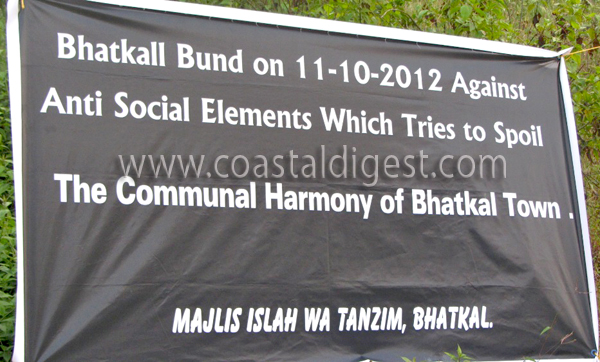 Bhatkall Bund on 11-10-2012 Against
Anti Social Elements Which Tries to Spoil
www.coastaldigest.com
The Communal Harmony of Bhatkal Town .
MAJLIS ISLAH WA TANZIM, BHATKAL.